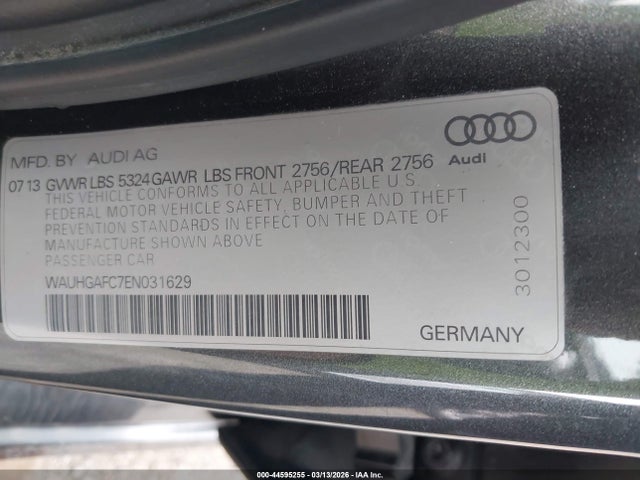 MFD. BY AUDI AG
Audi
07 13 GVWR LBS 5324 GAWR LBS FRONT 2756/REAR 2756
THIS VEHICLE CONFORMS TO ALL APPLICABLE U.S.
FEDERAL MOTOR VEHICLE SAFETY, BUMPER AND THEFT
PREVENTION STANDARDS IN EFFECT ON THE DATE OF
MANUFACTURE SHOWN ABOVE
PASSENGER CAR
WAUHGAFC7EN031629
3012300
GERMANY
000-44595255 | 03/13/2026 | IAA Inc.